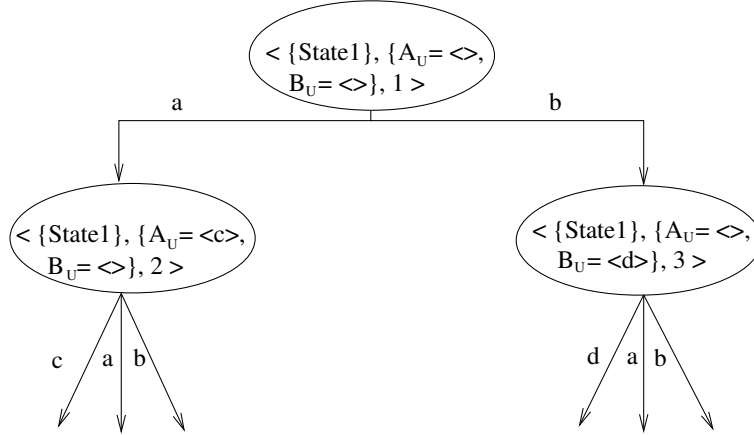 < {State1}, {A_U= <>,
B_U= <>}, 1 >
a
b
< {State1}, {A_U= <c>,
B_U= <>}, 2 >
< {State1}, {A_U= <>,
B_U= <d>}, 3 >
c
a
b
d
a
b